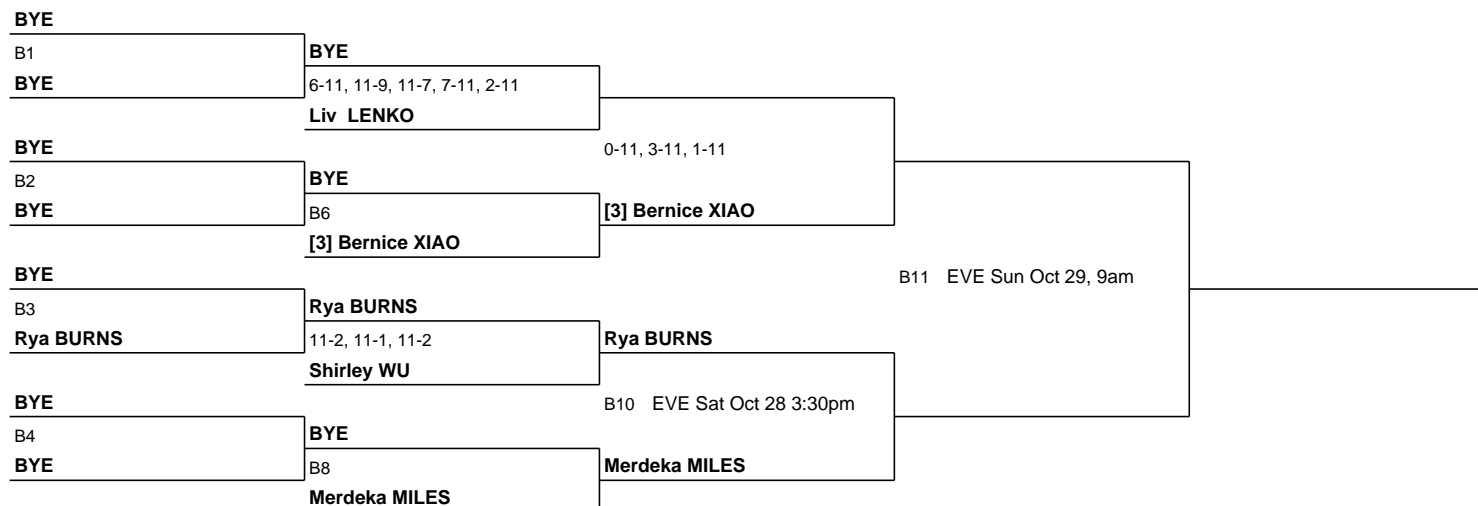 BYE
B1
BYE
BYE
6-11, 11-9, 11-7, 7-11, 2-11
Liv LENKO
BYE
B2
BYE
BYE
B6
[3] Bernice XIAO
0-11, 3-11, 1-11
[3] Bernice XIAO
BYE
B3
Rya BURNS
Rya BURNS
11-2, 11-1, 11-2
Shirley WU
Rya BURNS
B11 EVE Sun Oct 29, 9am
BYE
B4
BYE
BYE
B8
Merdeka MILES
B10 EVE Sat Oct 28 3:30pm
Merdeka MILES